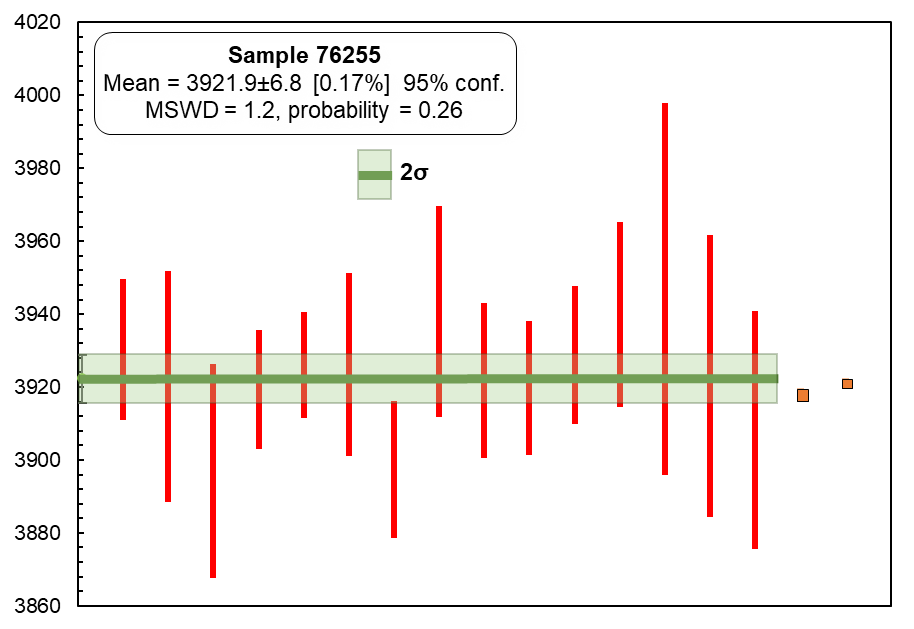 4020
Sample 76255
Mean = 3921.9±6.8 [0.17%] 95% conf.
MSWD = 1.2, probability = 0.26
4000
3980
2σ
3960
3940
3920
3900
3880
3860